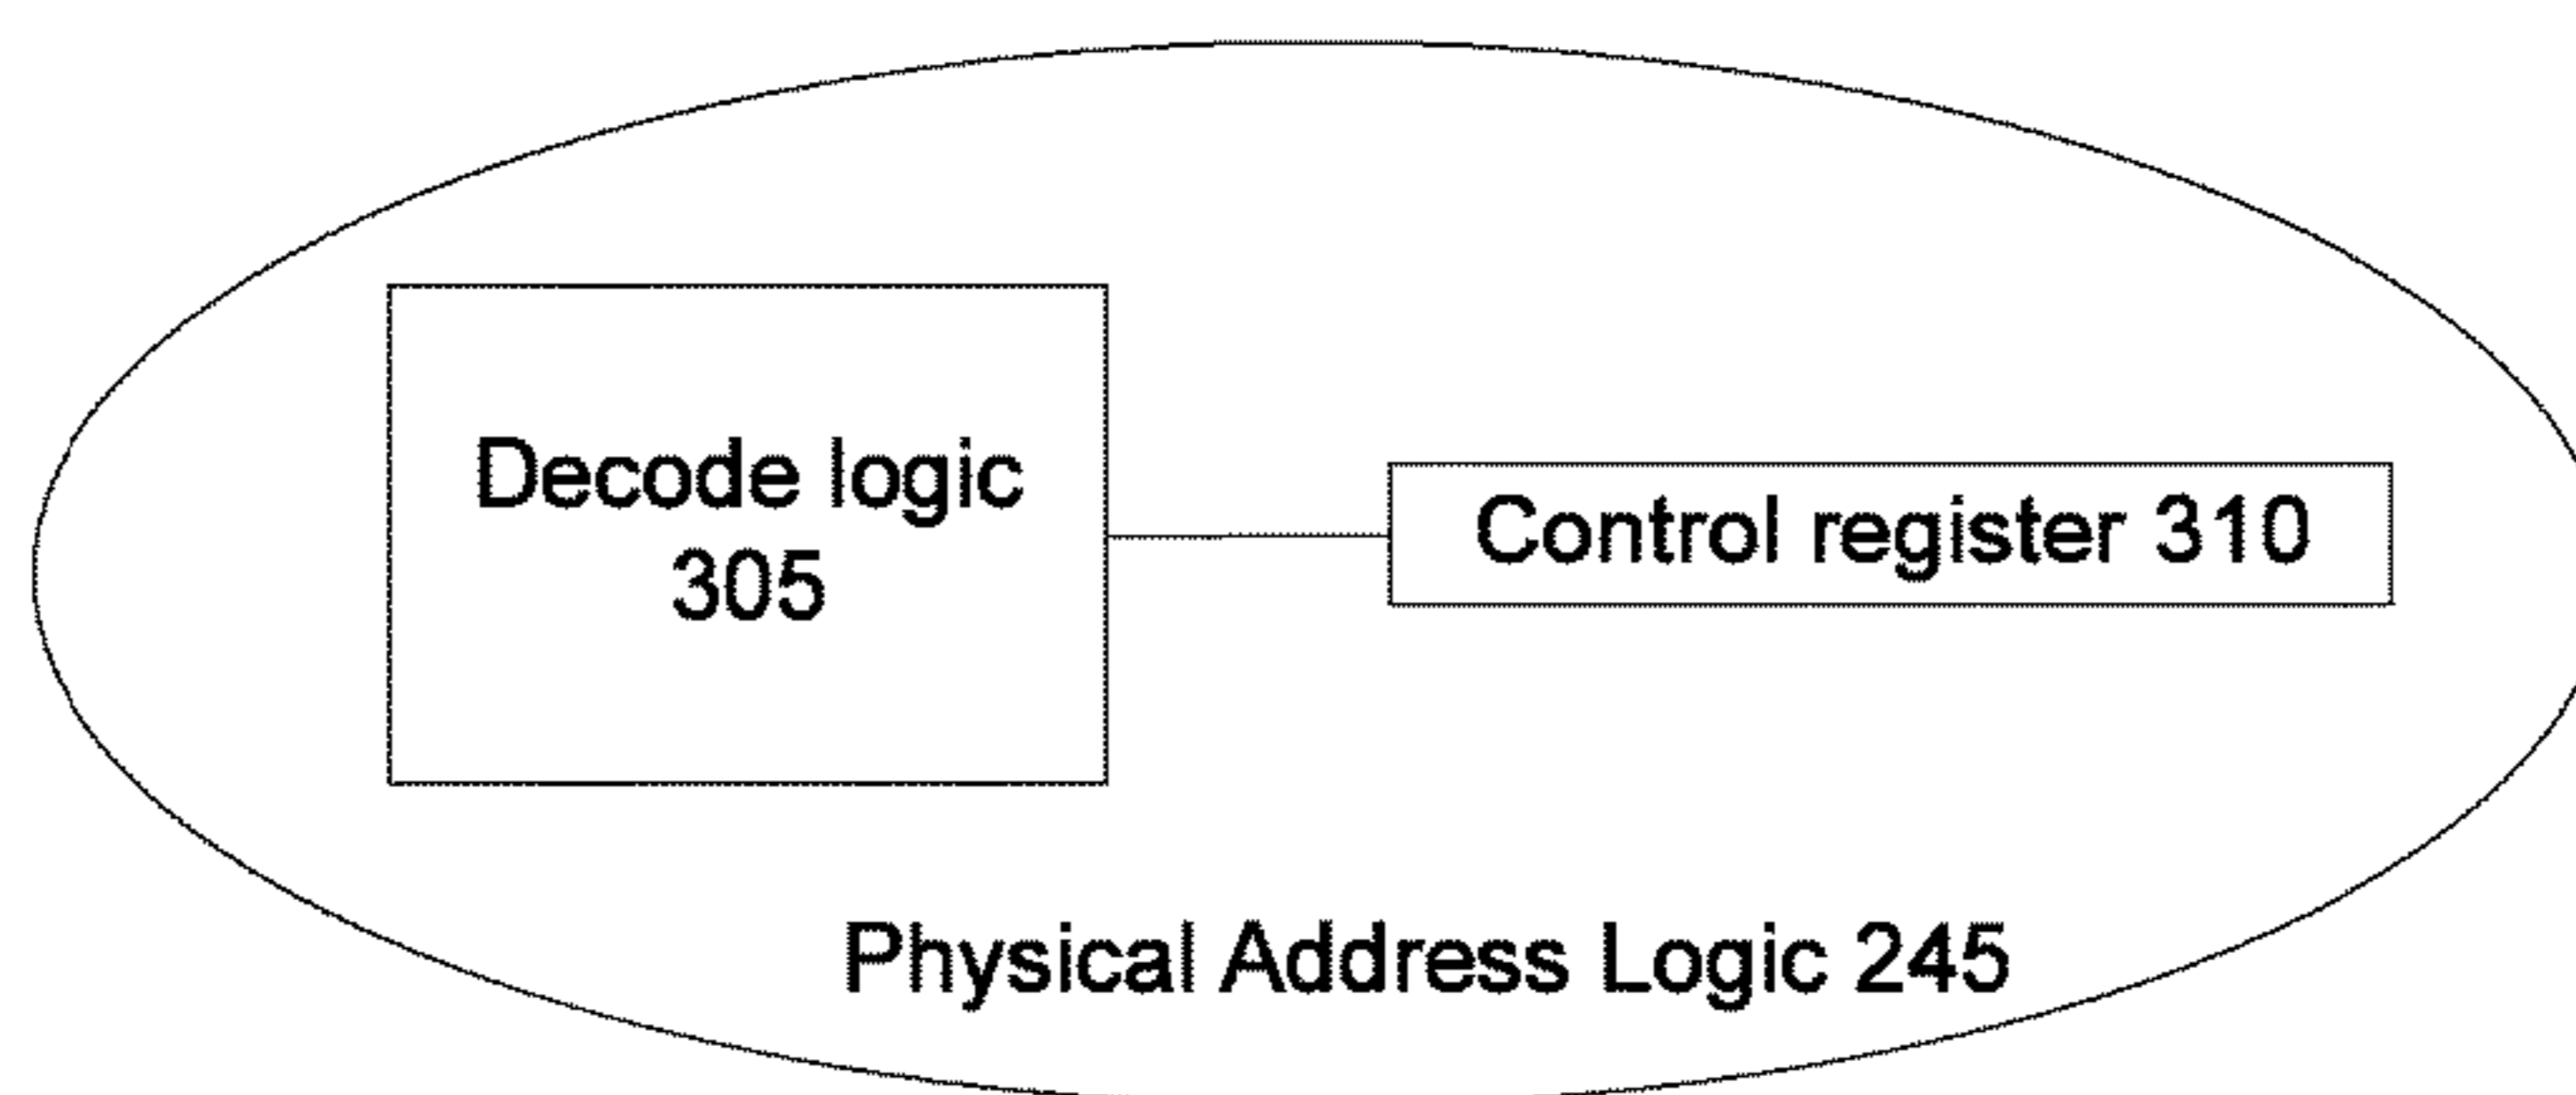 Decode logic
305
Control register 310
Physical Address Logic 245